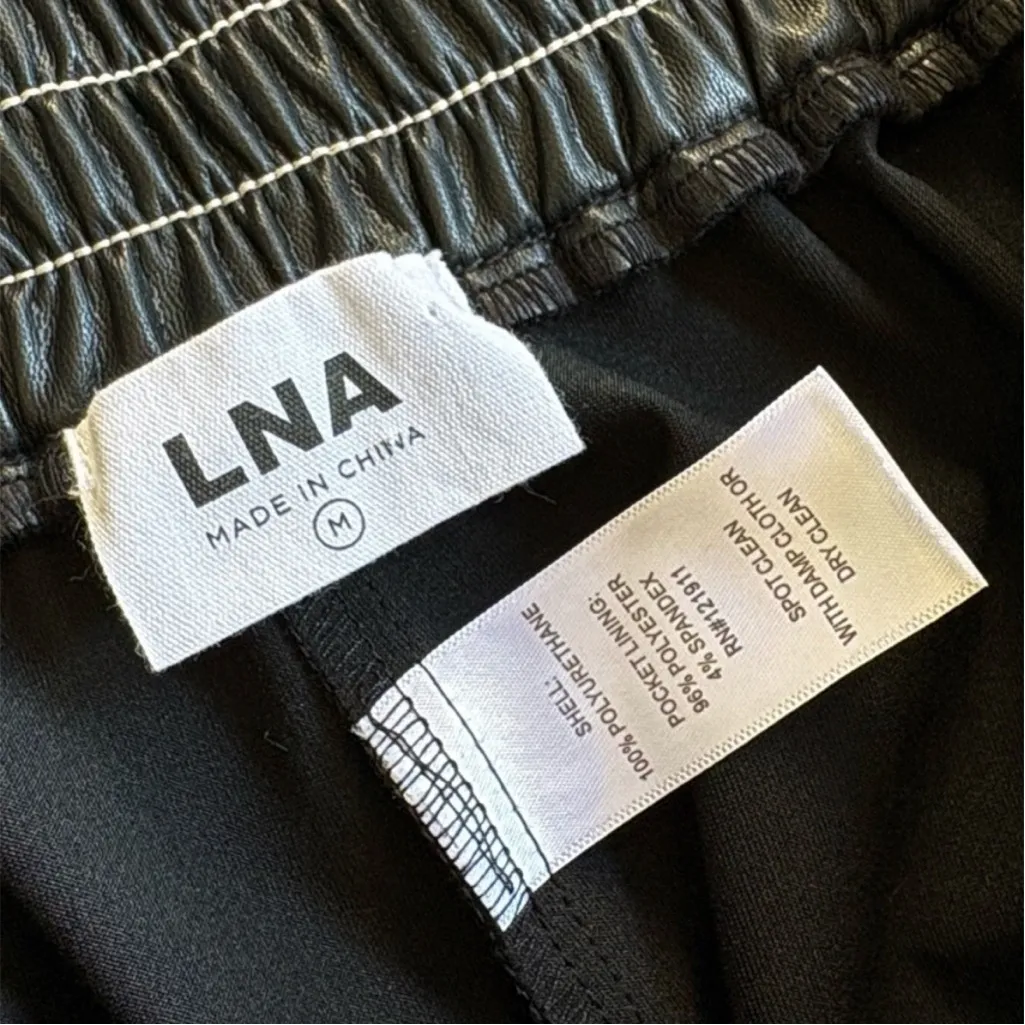 LNA
MADE IN CHINA
M
SHELL:
100% POLYURETHANE
POCKET LINING:
96% POLYESTER
4% SPANDEX
RN#121911
SPOT CLEAN
WITH DAMP CLOTH OR
DRY CLEAN